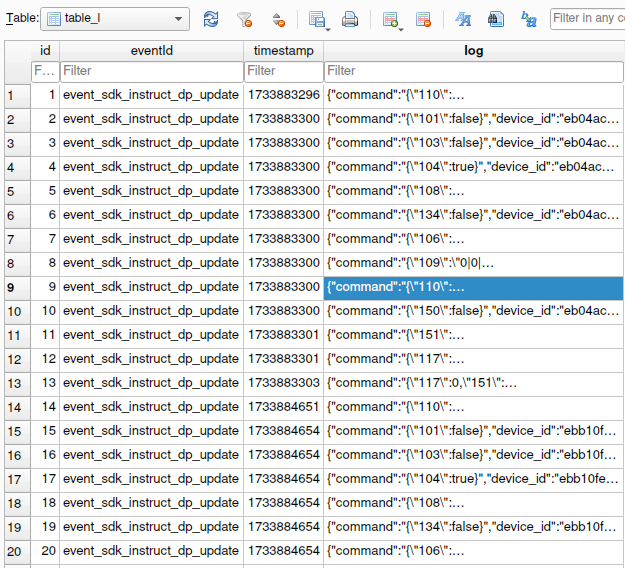 Table: table_l Filter in any c
id eventId timestamp log
F... Filter Filter Filter
1 1 event_sdk_instruct_dp_update 1733883296 {"command":"{\"110\":...
2 2 event_sdk_instruct_dp_update 1733883300 {"command":"{\"101\":false}","device_id":"eb04ac...
3 3 event_sdk_instruct_dp_update 1733883300 {"command":"{\"103\":false}","device_id":"eb04ac...
4 4 event_sdk_instruct_dp_update 1733883300 {"command":"{\"104\":true}","device_id":"eb04ac...
5 5 event_sdk_instruct_dp_update 1733883300 {"command":"{\"108\":...
6 6 event_sdk_instruct_dp_update 1733883300 {"command":"{\"134\":false}","device_id":"eb04ac...
7 7 event_sdk_instruct_dp_update 1733883300 {"command":"{\"106\":...
8 8 event_sdk_instruct_dp_update 1733883300 {"command":"{\"109\":\"0|0|...
9 9 event_sdk_instruct_dp_update 1733883300 {"command":"{\"110\":...
10 10 event_sdk_instruct_dp_update 1733883300 {"command":"{\"150\":false}","device_id":"eb04ac...
11 11 event_sdk_instruct_dp_update 1733883301 {"command":"{\"151\":...
12 12 event_sdk_instruct_dp_update 1733883301 {"command":"{\"117\":...
13 13 event_sdk_instruct_dp_update 1733883303 {"command":"{\"117\":0,\"151\":...
14 14 event_sdk_instruct_dp_update 1733884651 {"command":"{\"110\":...
15 15 event_sdk_instruct_dp_update 1733884654 {"command":"{\"101\":false}","device_id":"ebb10f...
16 16 event_sdk_instruct_dp_update 1733884654 {"command":"{\"103\":false}","device_id":"ebb10f...
17 17 event_sdk_instruct_dp_update 1733884654 {"command":"{\"104\":true}","device_id":"ebb10fe...
18 18 event_sdk_instruct_dp_update 1733884654 {"command":"{\"108\":...
19 19 event_sdk_instruct_dp_update 1733884654 {"command":"{\"134\":false}","device_id":"ebb10f...
20 20 event_sdk_instruct_dp_update 1733884654 {"command":"{\"106\":...